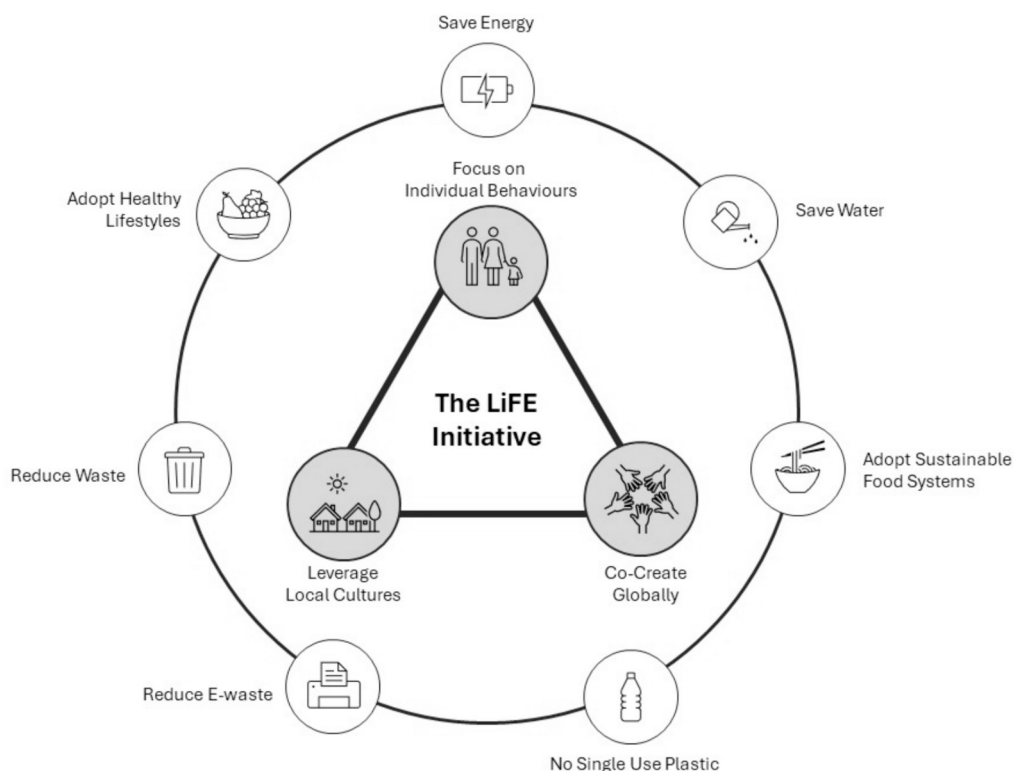 Save Energy
Focus on
Individual Behaviours
Adopt Healthy
Lifestyles
Save Water
The LiFE
Initiative
Reduce Waste
Adopt Sustainable
Food Systems
Leverage
Local Cultures
Co-Create
Globally
Reduce E-waste
No Single Use Plastic